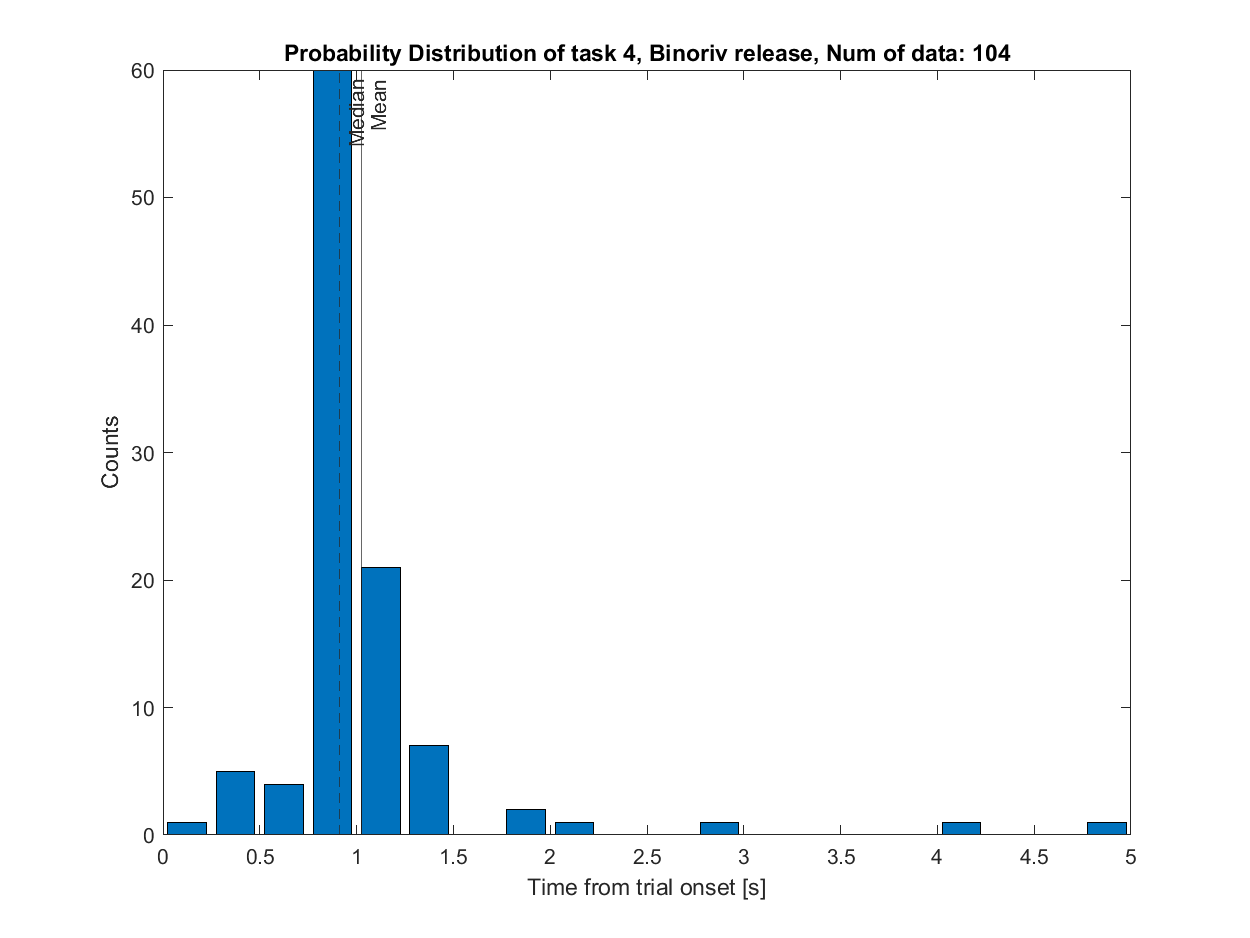 Probability Distribution of task 4, Binoriv release, Num of data: 104
60
50
40
30
20
10
0
Median
Mean
Counts
0 0.5 1 1.5 2 2.5 3 3.5 4 4.5 5
Time from trial onset [s]